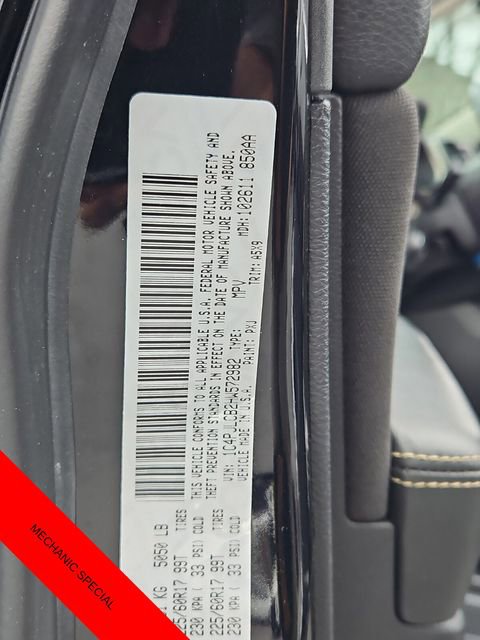 THIS VEHICLE CONFORMS TO ALL APPLICABLE U.S.A. FEDERAL MOTOR VEHICLE SAFETY AND
THEFT PREVENTION STANDARDS IN EFFECT ON THE DATE OF MANUFACTURE SHOWN ABOVE.
VIN: 1C4PJLCB2HW572982 TYPE: MPV MDH:102611 850AA
VEHICLE MADE IN U.S.A. PAINT: PXJ TRIM: A5X9
KG 5050 LB
TIRES
225/60R17 99T
230 KPA ( 33 PSI) COLD
TIRES
225/60R17 99T
230 KPA ( 33 PSI) COLD
MECHANIC SPECIAL